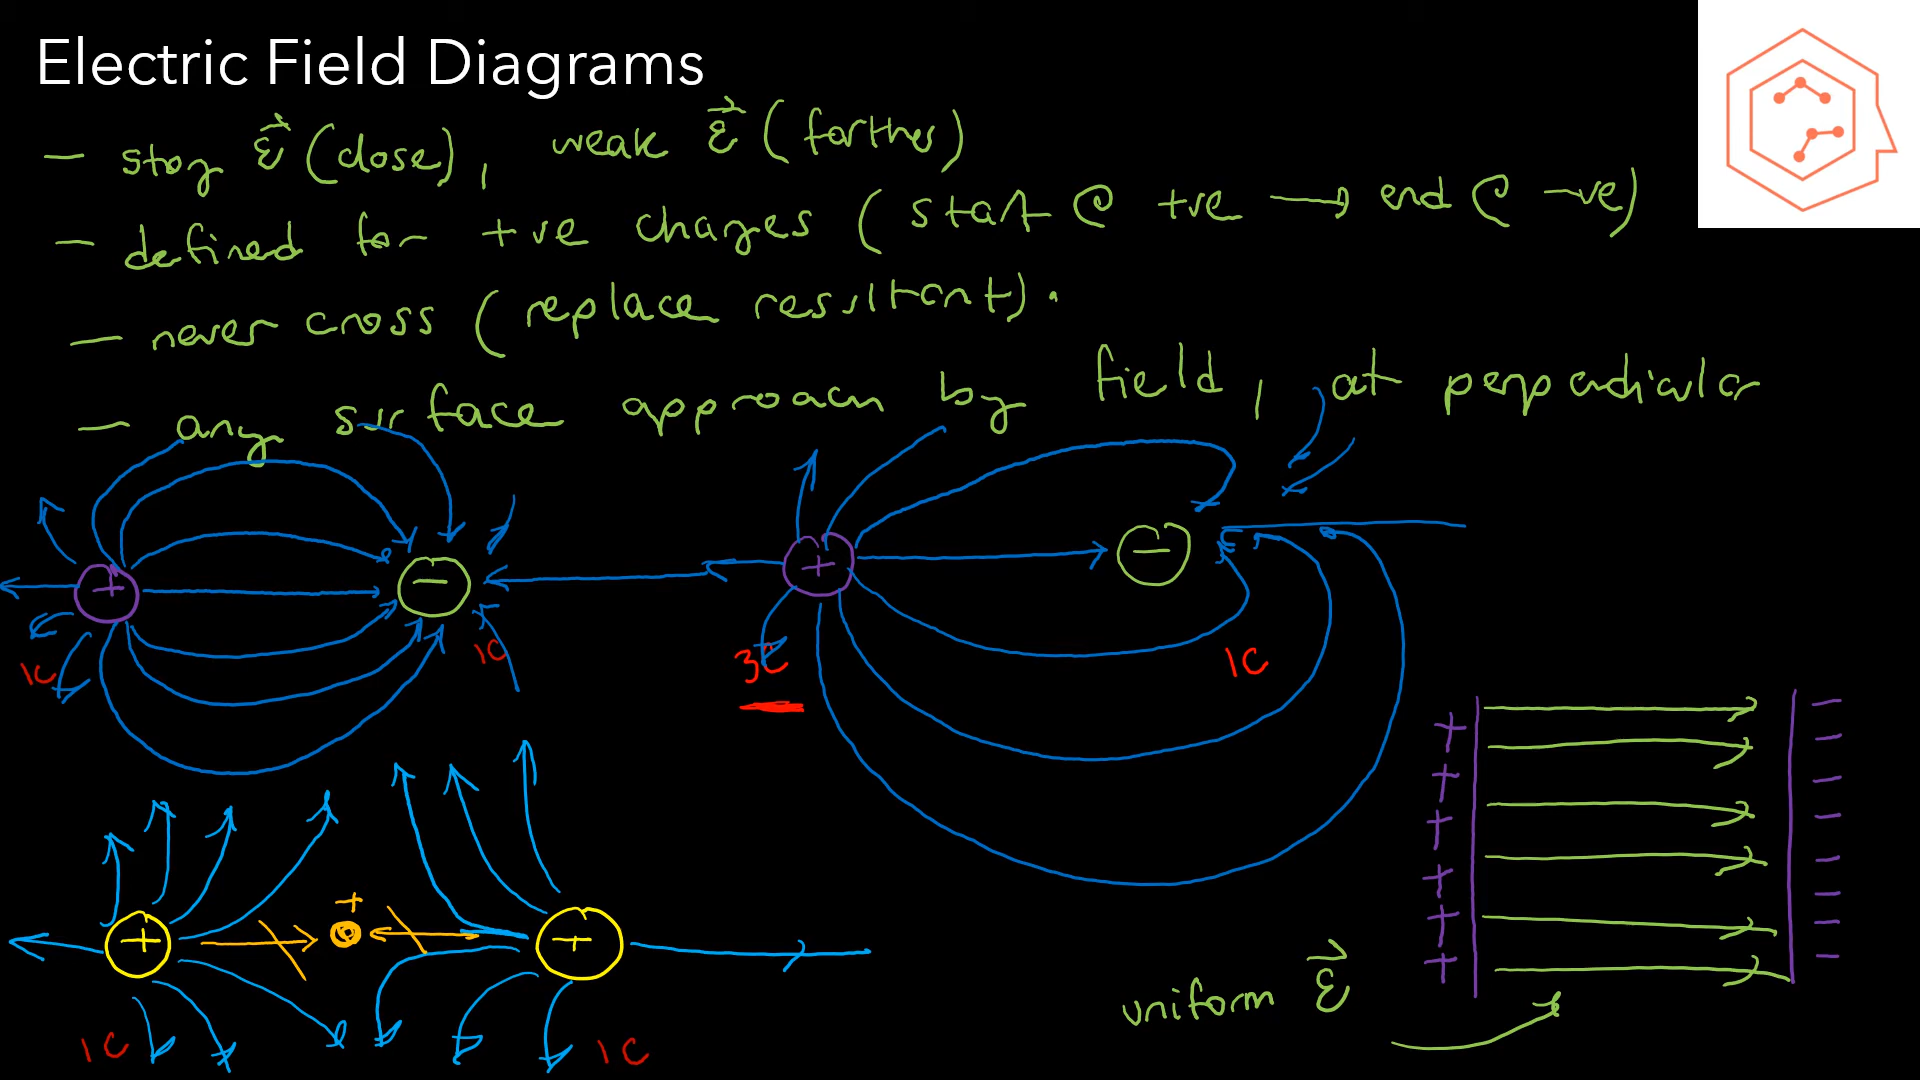 Electric Field Diagrams
— strog ε⃗ (close), weak ε⃗ (farther)
— defined for +ve charges (start @ +ve → end @ -ve)
— never cross (replace resultant).
— any surface approach by field, at perpendicular
+ −
+ −
1C 1C
3C 1C
+
+ +
1C 1C
+ + + + + +
− − − − − − − −
uniform ε⃗